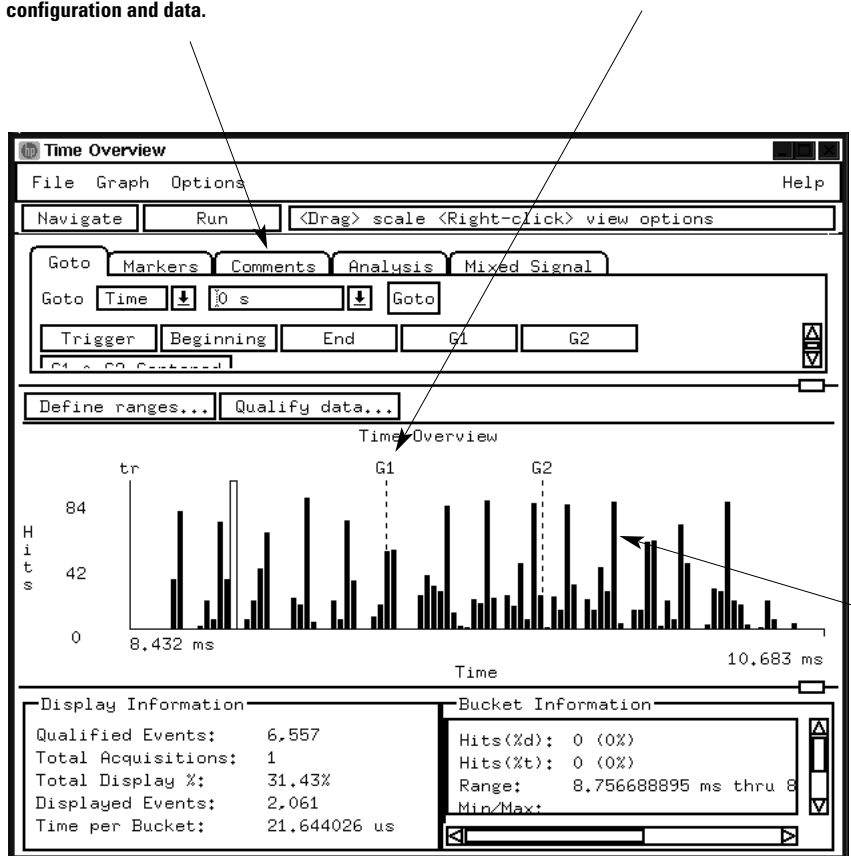 configuration and data.
hp Time Overview
File Graph Options Help
Navigate Run <Drag> scale <Right-click> view options
Goto Markers Comments Analysis Mixed Signal
Goto Time 0 s Goto
Trigger Beginning End G1 G2
Define ranges... Qualify data...
Time Overview
tr G1 G2
84
Hits
42
0
8.432 ms
10.683 ms
Time
Display Information
Qualified Events: 6,557
Total Acquisitions: 1
Total Display %: 31.43%
Displayed Events: 2,061
Time per Bucket: 21.644026 us
Bucket Information
Hits(%d): 0 (0%)
Hits(%t): 0 (0%)
Range: 8.756688895 ms thru 8
Min/Max: